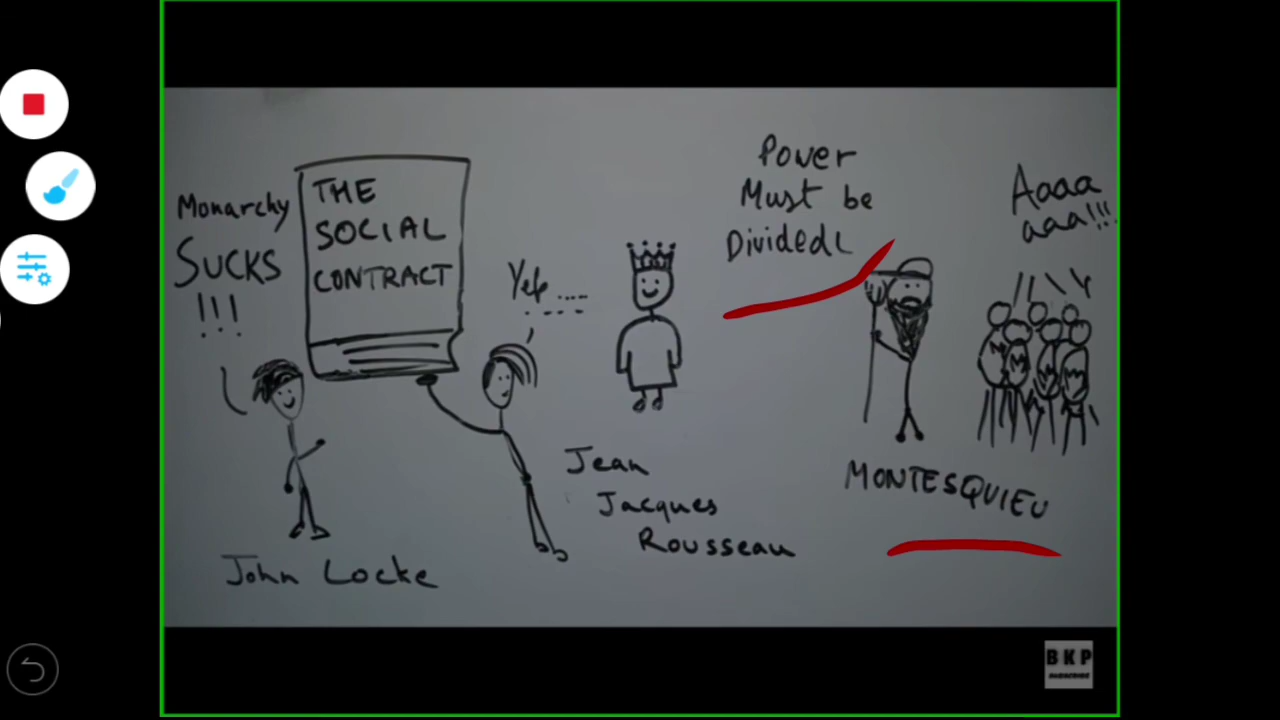 Monarchy
SUCKS
!!!
THE
SOCIAL
CONTRACT
Yep....
Power
Must be
Divided
Aaaa
aaa!!!
John Locke
Jean
Jacques
Rousseau
MONTESQUIEU
BKP
SUBSCRIBE